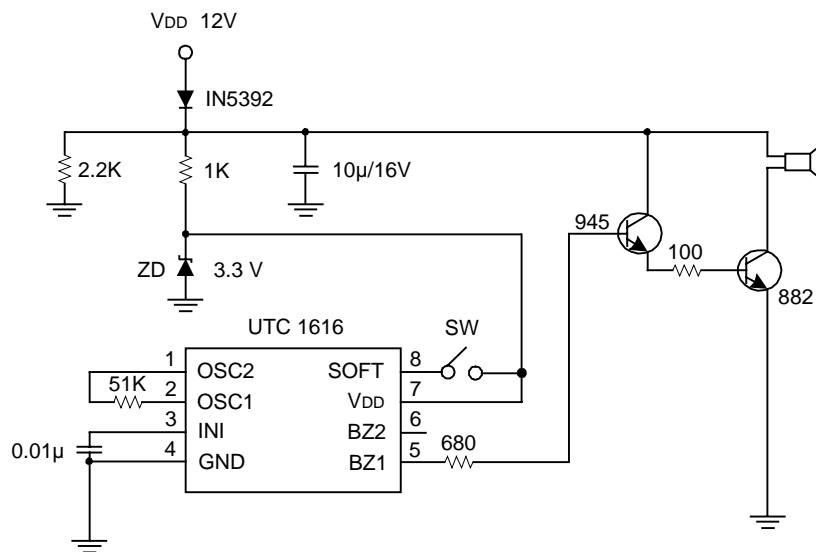 VDD 12V
IN5392
2.2K
1K
10μ/16V
945
100
882
ZD
3.3 V
UTC 1616
SW
1
OSC2
SOFT
8
51K
2
OSC1
VDD
7
3
INI
BZ2
6
0.01μ
4
GND
BZ1
5
680